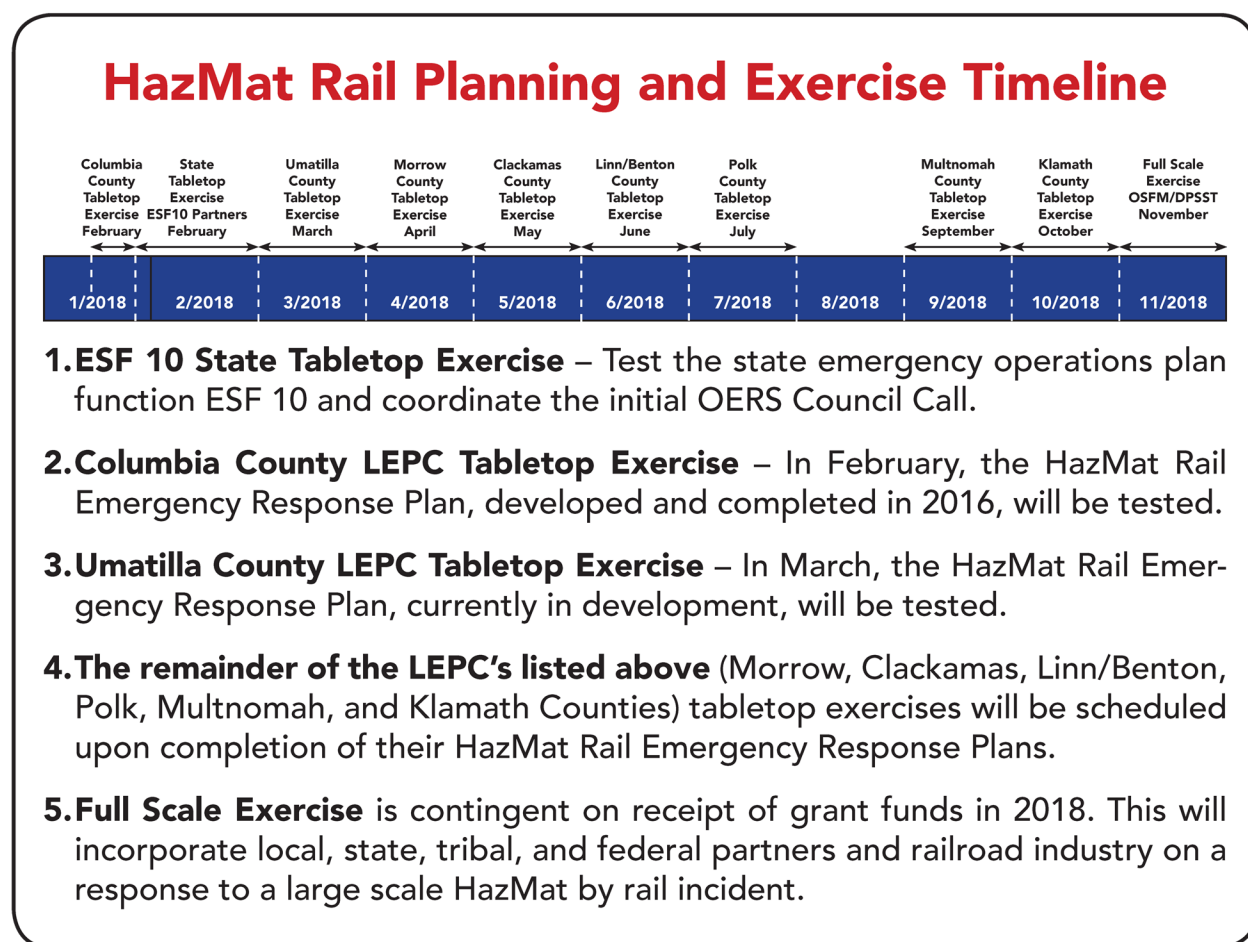 HazMat Rail Planning and Exercise Timeline
Columbia
County
Tabletop
Exercise
February
State
Tabletop
Exercise
ESF10 Partners
February
Umatilla
County
Tabletop
Exercise
March
Morrow
County
Tabletop
Exercise
April
Clackamas
County
Tabletop
Exercise
May
Linn/Benton
County
Tabletop
Exercise
June
Polk
County
Tabletop
Exercise
July
Multnomah
County
Tabletop
Exercise
September
Klamath
County
Tabletop
Exercise
October
Full Scale
Exercise
OSFM/DPSST
November
1/2018 2/2018 3/2018 4/2018 5/2018 6/2018 7/2018 8/2018 9/2018 10/2018 11/2018
1. ESF 10 State Tabletop Exercise – Test the state emergency operations plan
function ESF 10 and coordinate the initial OERS Council Call.
2. Columbia County LEPC Tabletop Exercise – In February, the HazMat Rail
Emergency Response Plan, developed and completed in 2016, will be tested.
3. Umatilla County LEPC Tabletop Exercise – In March, the HazMat Rail Emer-
gency Response Plan, currently in development, will be tested.
4. The remainder of the LEPC’s listed above (Morrow, Clackamas, Linn/Benton,
Polk, Multnomah, and Klamath Counties) tabletop exercises will be scheduled
upon completion of their HazMat Rail Emergency Response Plans.
5. Full Scale Exercise is contingent on receipt of grant funds in 2018. This will
incorporate local, state, tribal, and federal partners and railroad industry on a
response to a large scale HazMat by rail incident.